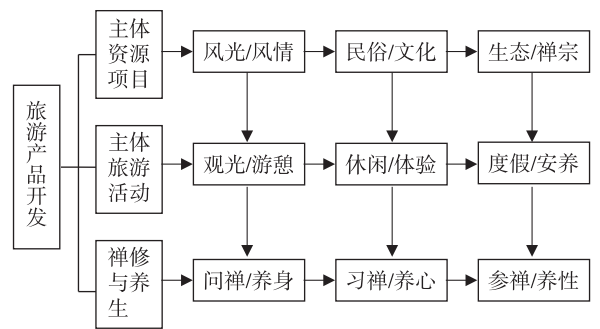 旅游产品开发
主体
资源
项目
风光/风情
民俗/文化
生态/禅宗
主体
旅游
活动
观光/游憩
休闲/体验
度假/安养
禅修
与养
生
问禅/养身
习禅/养心
参禅/养性